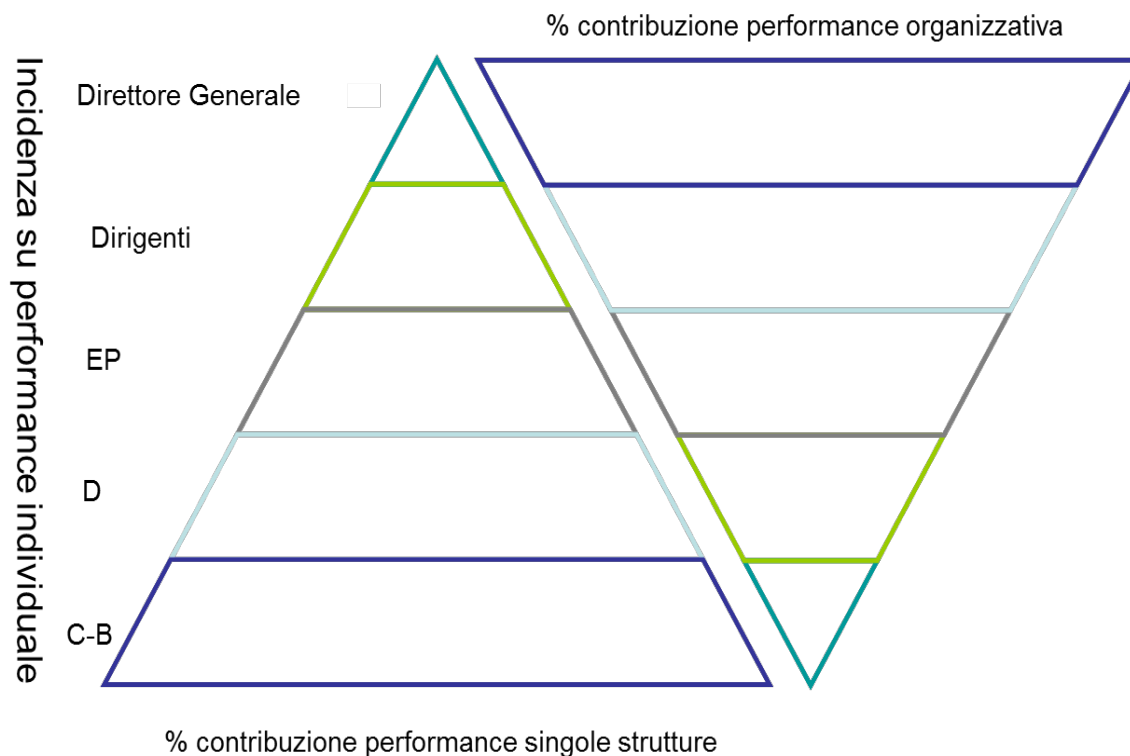 % contribuzione performance organizzativa
Incidenza su performance individuale
Direttore Generale
Dirigenti
EP
D
C-B
% contribuzione performance singole strutture